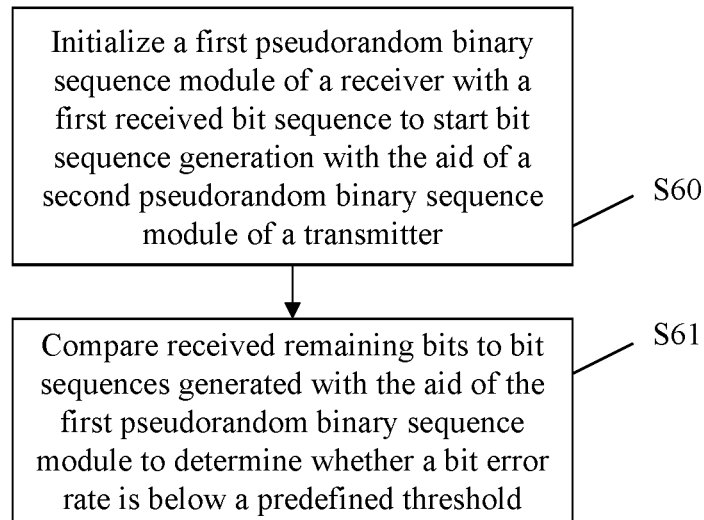 Initialize a first pseudorandom binary
sequence module of a receiver with a
first received bit sequence to start bit
sequence generation with the aid of a
second pseudorandom binary sequence
module of a transmitter
S60
Compare received remaining bits to bit
sequences generated with the aid of the
first pseudorandom binary sequence
module to determine whether a bit error
rate is below a predefined threshold
S61